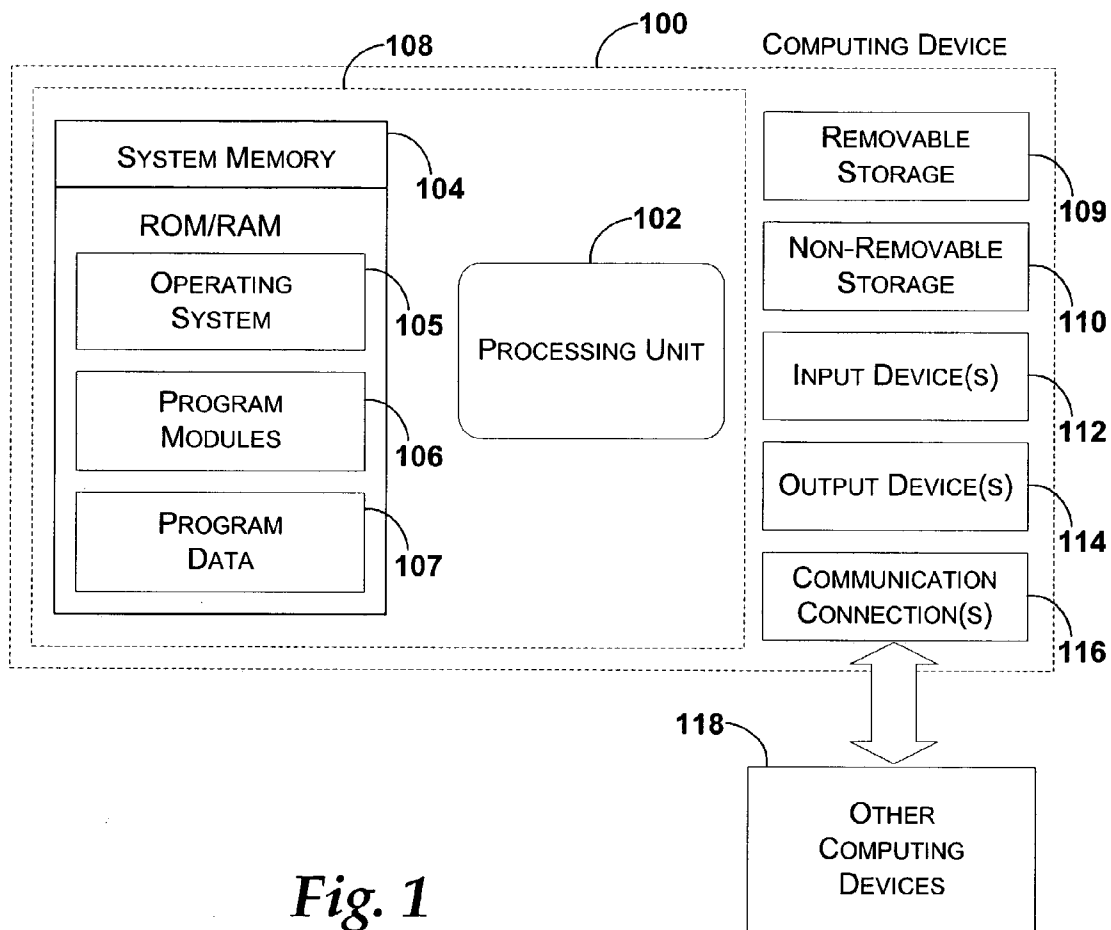 100
COMPUTING DEVICE
108
SYSTEM MEMORY
104
ROM/RAM
OPERATING
SYSTEM
105
PROGRAM
MODULES
106
PROGRAM
DATA
107
102
PROCESSING UNIT
REMOVABLE
STORAGE
109
NON-REMOVABLE
STORAGE
110
INPUT DEVICE(S)
112
OUTPUT DEVICE(S)
114
COMMUNICATION
CONNECTION(S)
116
118
OTHER
COMPUTING
DEVICES
Fig. 1